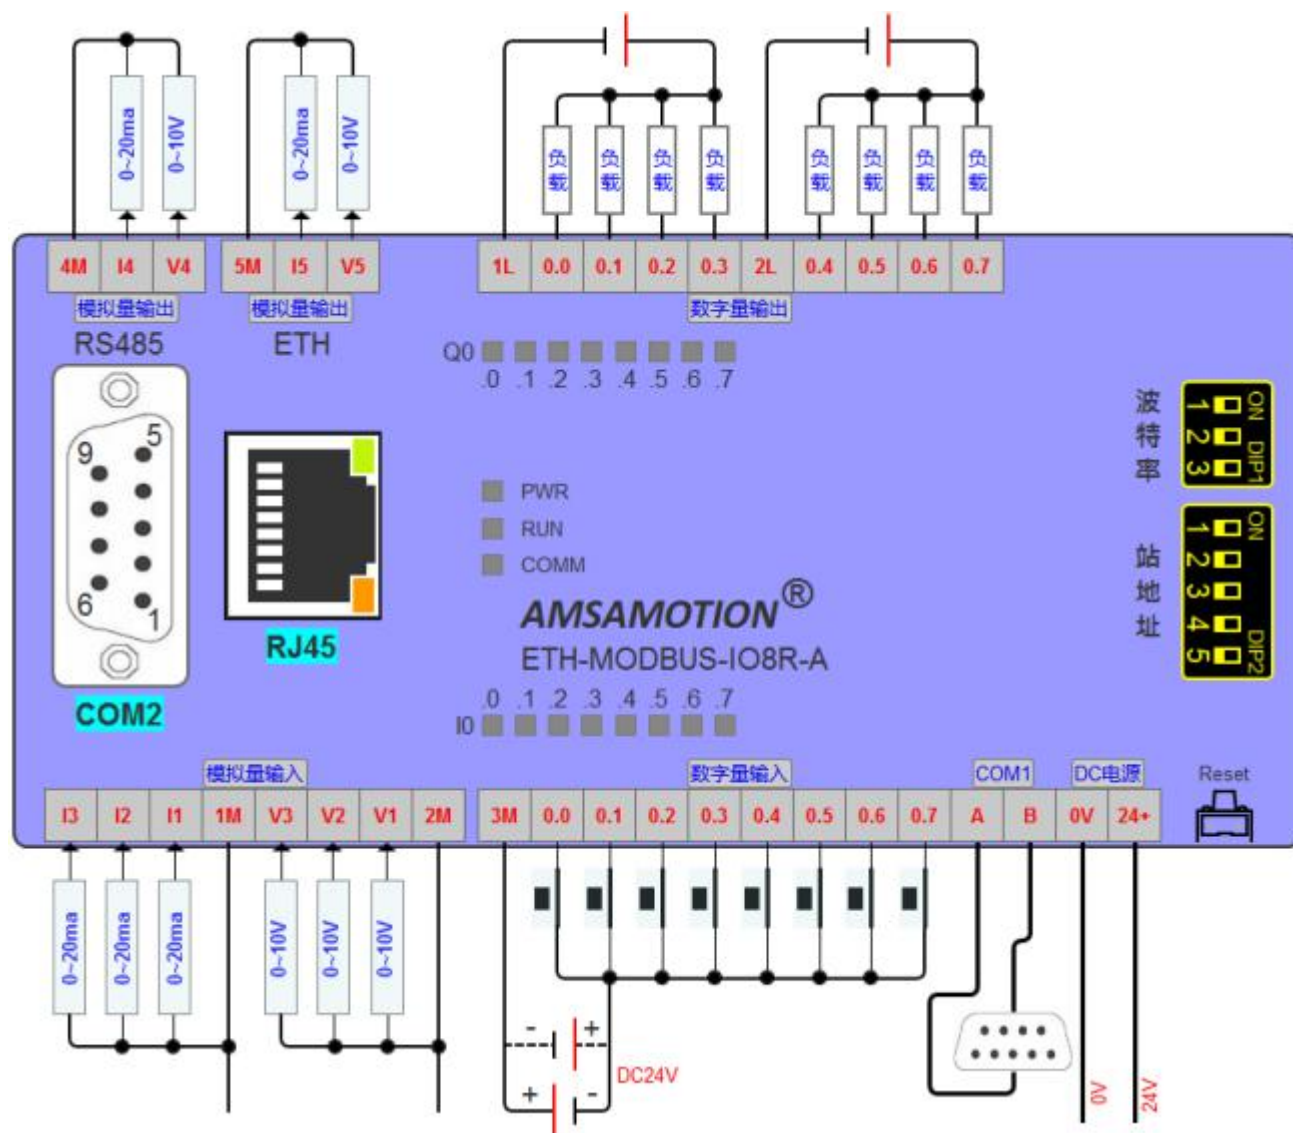 0~20ma 0~10V 0~20ma 0~10V
负载 负载 负载 负载 负载 负载 负载 负载
4M I4 V4 5M I5 V5 1L 0.0 0.1 0.2 0.3 2L 0.4 0.5 0.6 0.7
模拟量输出 模拟量输出 数字量输出
RS485 ETH
Q0
.0 .1 .2 .3 .4 .5 .6 .7
波特率
1 2 3 ON DIP1
9 5
6 1
PWR
RUN
COMM
站地址
1 2 3 4 5 ON DIP2
AMSAMOTION®
RJ45
ETH-MODBUS-IO8R-A
COM2
.0 .1 .2 .3 .4 .5 .6 .7
I0
模拟量输入 数字量输入 COM1 DC电源 Reset
I3 I2 I1 1M V3 V2 V1 2M 3M 0.0 0.1 0.2 0.3 0.4 0.5 0.6 0.7 A B 0V 24+
0~20ma 0~20ma 0~20ma 0~10V 0~10V 0~10V
- +
DC24V
+ -
0V 24V